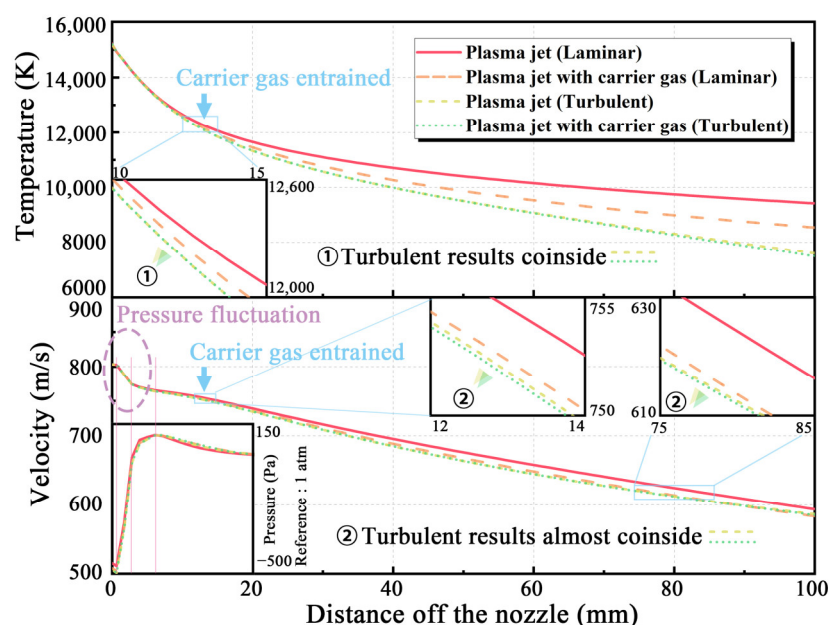 16,000
14,000
12,000
10,000
8000
6000
Temperature (K)
Plasma jet (Laminar)
Plasma jet with carrier gas (Laminar)
Plasma jet (Turbulent)
Plasma jet with carrier gas (Turbulent)
Carrier gas entrained
10
15
12,600
12,000
①
①Turbulent results coinside
900
800
700
600
500
Velocity (m/s)
Pressure fluctuation
Carrier gas entrained
755
750
12
14
②
630
610
75
85
②
150
−500
Pressure (Pa)
Reference : 1 atm
②Turbulent results almost coinside
0
20
40
60
80
100
Distance off the nozzle (mm)